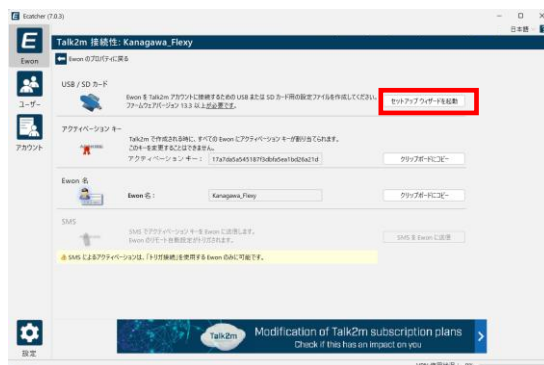 Ecatcher (7.0.3)
日本語
Talk2m 接続性: Kanagawa_Flexy
Ewon のプロパティに戻る
Ewon
ユーザー
アカウント
設定
USB / SD カード
Ewon を Talk2m アカウントに接続するための USB または SD カード用の設定ファイルを作成してください。
ファームウェアバージョン 13.3 以上が必要です。
セットアップ ウィザードを起動
アクティベーション キー
Talk2m で作成される時に、すべての Ewon にアクティベーション キーが割り当てられます。
このキーを変更することはできません。
アクティベーション キー:
クリップボードにコピー
Ewon 名
Ewon 名:
Kanagawa_Flexy
クリップボードにコピー
SMS
SMS でアクティベーション キーを Ewon に送信します。
Ewon のリモート自動設定がトリガされます。
SMS を Ewon に送信
SMS によるアクティベーションは、「トリガ接続」を使用する Ewon のみに可能です。
Talk2m
Modification of Talk2m subscription plans
Check if this has an impact on you